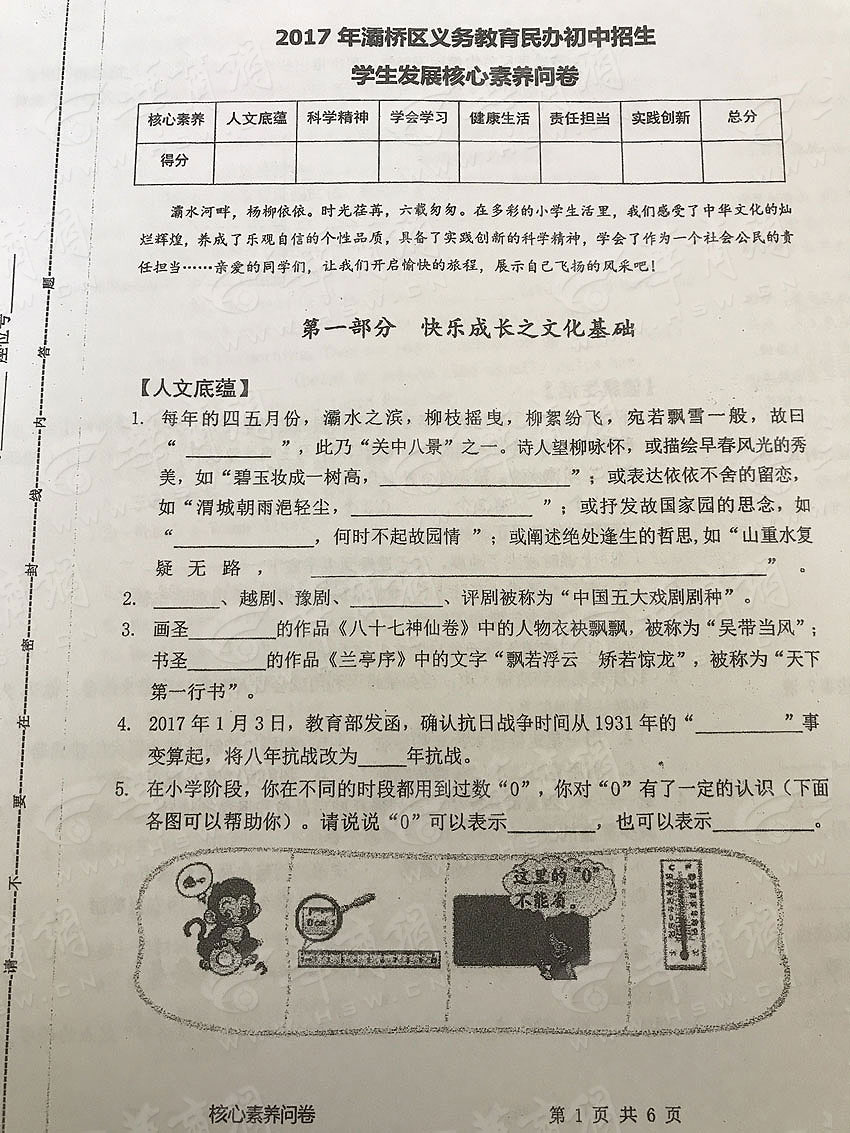 2017 年灞桥区义务教育民办初中招生
学生发展核心素养问卷
核心素养 人文底蕴 科学精神 学会学习 健康生活 责任担当 实践创新 总分
得分
灞水河畔，杨柳依依。时光荏苒，六载匆匆。在多彩的小学生活里，我们感受了中华文化的灿
烂辉煌，养成了乐观自信的个性品质，具备了实践创新的科学精神，学会了作为一个社会公民的责
任担当……亲爱的同学们，让我们开启愉快的旅程，展示自己飞扬的风采吧！
第一部分 快乐成长之文化基础
【人文底蕴】
1. 每年的四五月份，灞水之滨，柳枝摇曳，柳絮纷飞，宛若飘雪一般，故曰
“ ________ ”，此乃“关中八景”之一。诗人望柳咏怀，或描绘早春风光的秀
美，如“碧玉妆成一树高，________________”；或表达依依不舍的留恋，
如“渭城朝雨浥轻尘，________________ ”；或抒发故国家园的思念，如
“____________，何时不起故园情 ”；或阐述绝处逢生的哲思,如“山重水复
疑无路，________________________________”。
2. ______、越剧、豫剧、________、评剧被称为“中国五大戏剧剧种”。
3. 画圣________的作品《八十七神仙卷》中的人物衣袂飘飘，被称为“吴带当风”；
书圣_______的作品《兰亭序》中的文字“飘若浮云 矫若惊龙”，被称为“天下
第一行书”。
4. 2017 年 1 月 3 日，教育部发函，确认抗日战争时间从 1931 年的“________”事
变算起，将八年抗战改为____年抗战。
5. 在小学阶段，你在不同的时段都用到过数“0”，你对“0”有了一定的认识（下面
各图可以帮助你）。请说说“0”可以表示________，也可以表示_________。
这里的“0”
不能看。
0cm 1
核心素养问卷 第 1 页 共 6 页
座位号
请不要在密封线内答题
华商网
HSW.CN